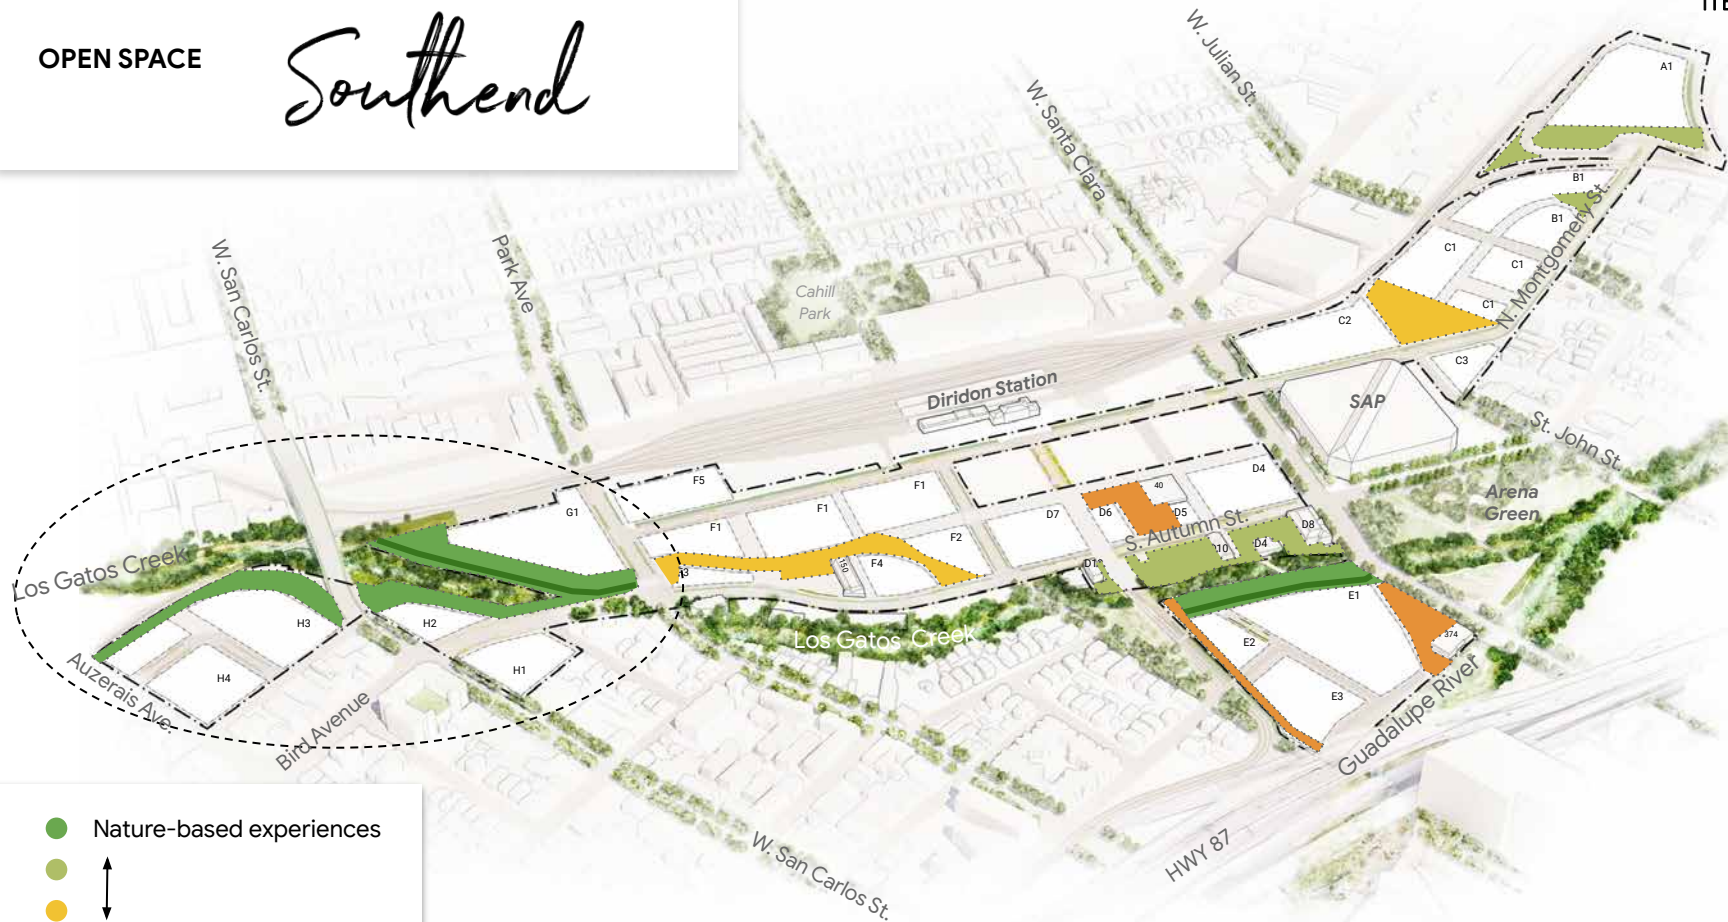 OPEN SPACE
Southend
W. Julian St.
W. Santa Clara
A1
B1
B1
N. Montgomery St.
C1
C1
C1
C2
C3
W. San Carlos St.
Park Ave
Cahill
Park
Diridon Station
SAP
St. John St.
Arena
Green
F5
F1
F1
F1
G1
F2
F4
150
D7
D6
40
D5
D4
D8
S. Autumn St.
D4
E1
E2
E3
374
Los Gatos Creek
Los Gatos Creek
H3
H2
H4
H1
Auzerais Ave.
Bird Avenue
Guadalupe River
HWY 87
W. San Carlos St.
Nature-based experiences